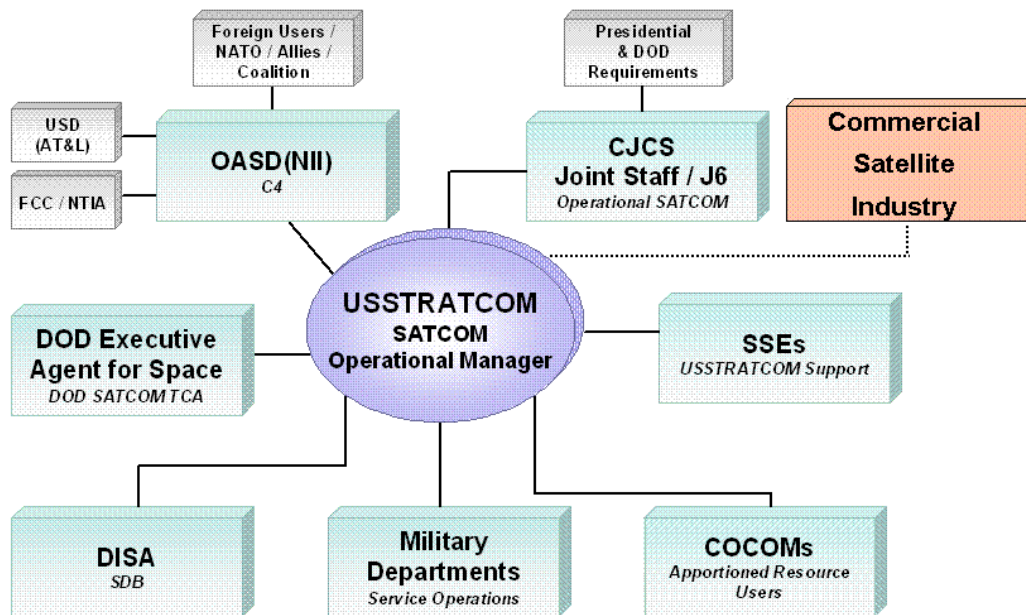 Foreign Users /
NATO / Allies /
Coalition
Presidential
& DOD
Requirements
USD
(AT&L)
FCC / NTIA
OASD(NII)
C4
CJCS
Joint Staff / J6
Operational SATCOM
Commercial
Satellite
Industry
USSTRATCOM
SATCOM
Operational Manager
DOD Executive
Agent for Space
DOD SATCOM TCA
SSEs
USSTRATCOM Support
DISA
SDB
Military
Departments
Service Operations
COCOMs
Apportioned Resource
Users